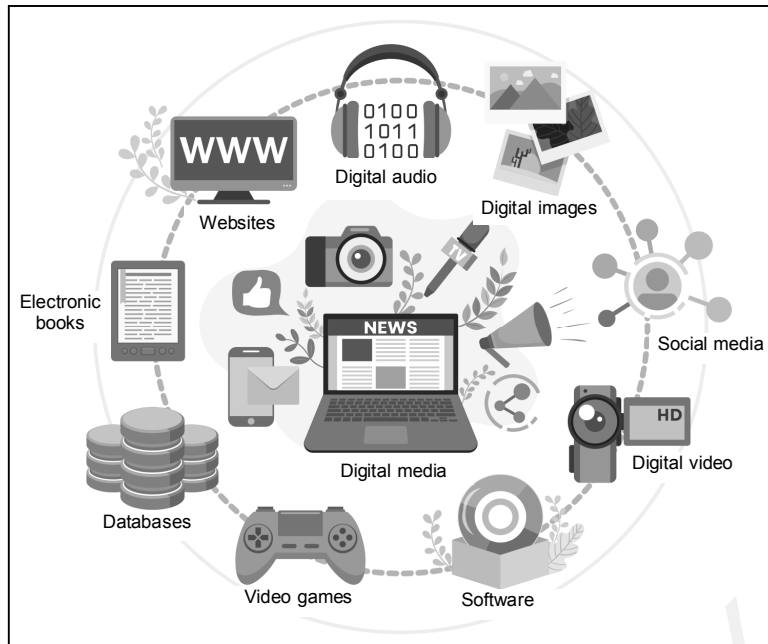 0100
1011
0100
Digital audio
WWW
Websites
Digital images
TV
Electronic
books
NEWS
Social media
HD
Digital video
Digital media
Databases
Video games
Software